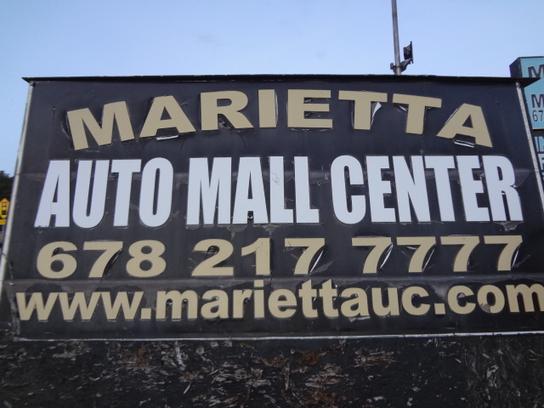 MARIETTA
AUTO MALL CENTER
678 217 7777
www.mariettauc.com